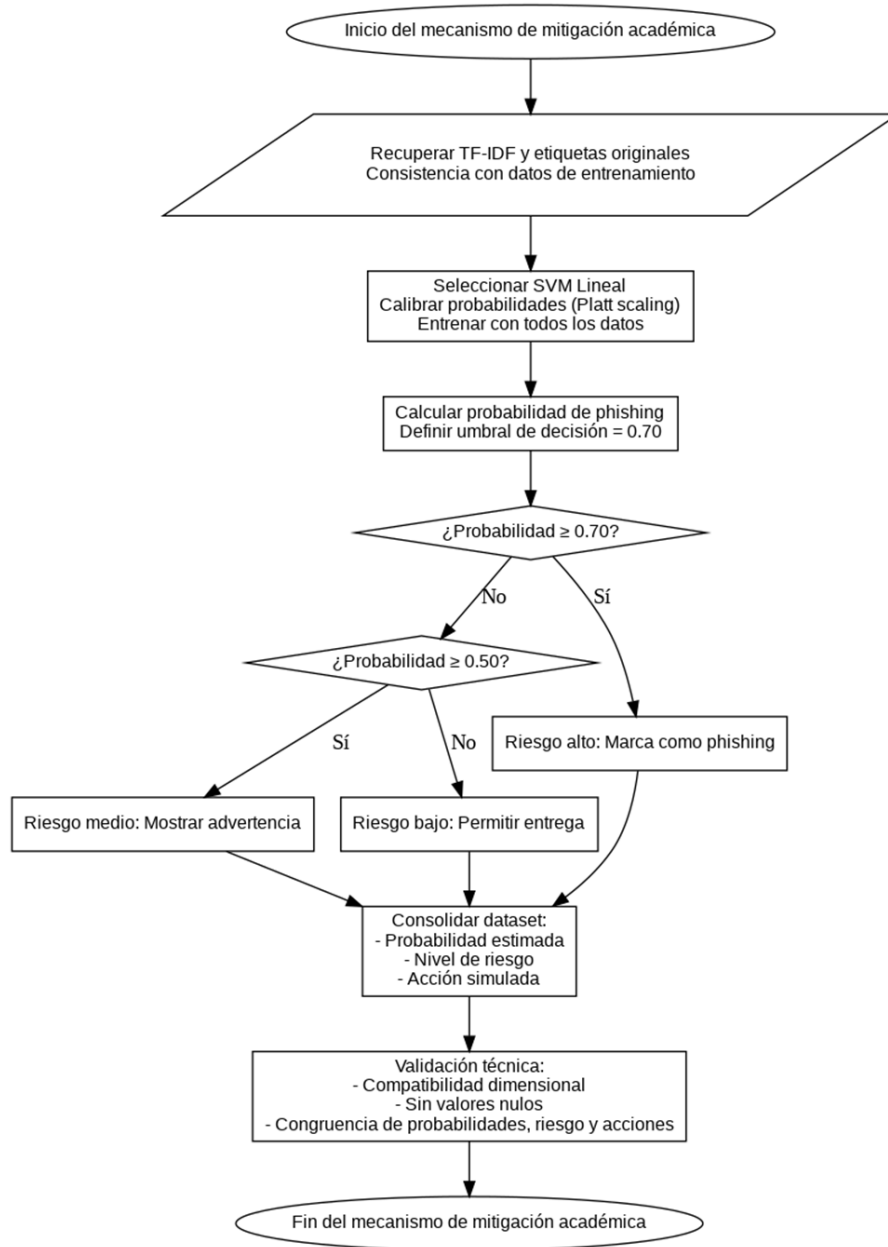 Inicio del mecanismo de mitigación académica
Recuperar TF-IDF y etiquetas originales
Consistencia con datos de entrenamiento
Seleccionar SVM Lineal
Calibrar probabilidades (Platt scaling)
Entrenar con todos los datos
Calcular probabilidad de phishing
Definir umbral de decisión = 0.70
¿Probabilidad ≥ 0.70?
No
Sí
¿Probabilidad ≥ 0.50?
Sí
No
Riesgo alto: Marca como phishing
Riesgo medio: Mostrar advertencia
Riesgo bajo: Permitir entrega
Consolidar dataset:
- Probabilidad estimada
- Nivel de riesgo
- Acción simulada
Validación técnica:
- Compatibilidad dimensional
- Sin valores nulos
- Congruencia de probabilidades, riesgo y acciones
Fin del mecanismo de mitigación académica